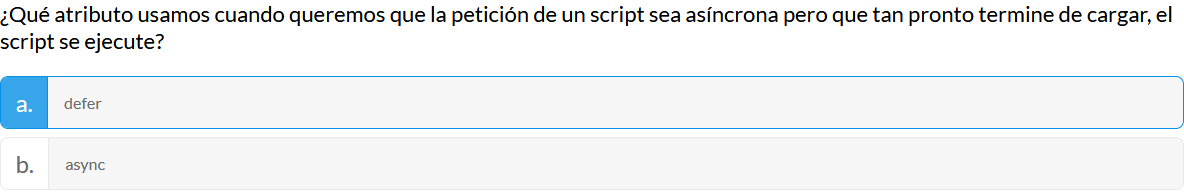 ¿Qué atributo usamos cuando queremos que la petición de un script sea asíncrona pero que tan pronto termine de cargar, el
script se ejecute?
a. defer
b. async